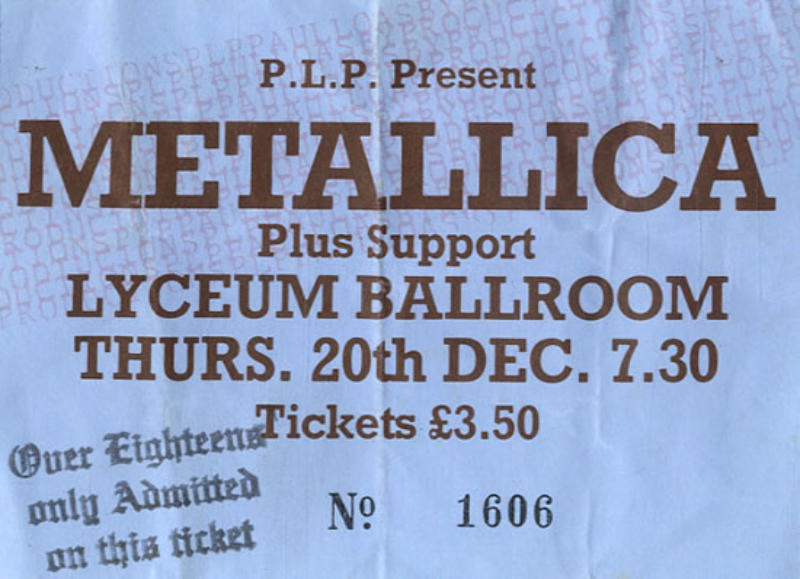 P.L.P. Present
METALLICA
Plus Support
LYCEUM BALLROOM
THURS. 20th DEC. 7.30
Tickets £3.50
Over Eighteens
only Admitted
on this ticket
Nº 1606